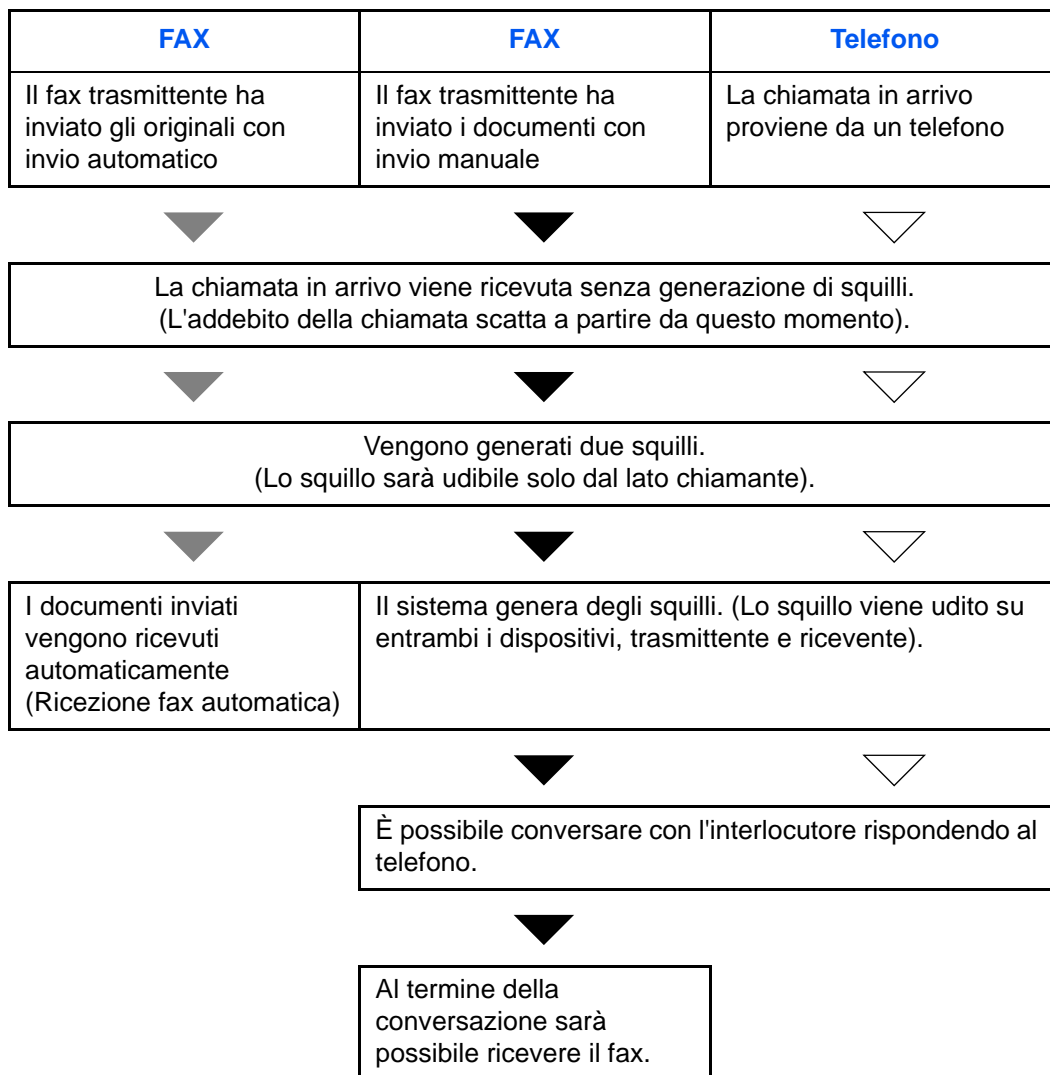 FAX
FAX
Telefono
Il fax trasmittente ha
inviato gli originali con
invio automatico
Il fax trasmittente ha
inviato i documenti con
invio manuale
La chiamata in arrivo
proviene da un telefono
La chiamata in arrivo viene ricevuta senza generazione di squilli.
(L'addebito della chiamata scatta a partire da questo momento).
Vengono generati due squilli.
(Lo squillo sarà udibile solo dal lato chiamante).
I documenti inviati
vengono ricevuti
automaticamente
(Ricezione fax automatica)
Il sistema genera degli squilli. (Lo squillo viene udito su
entrambi i dispositivi, trasmittente e ricevente).
È possibile conversare con l'interlocutore rispondendo al
telefono.
Al termine della
conversazione sarà
possibile ricevere il fax.